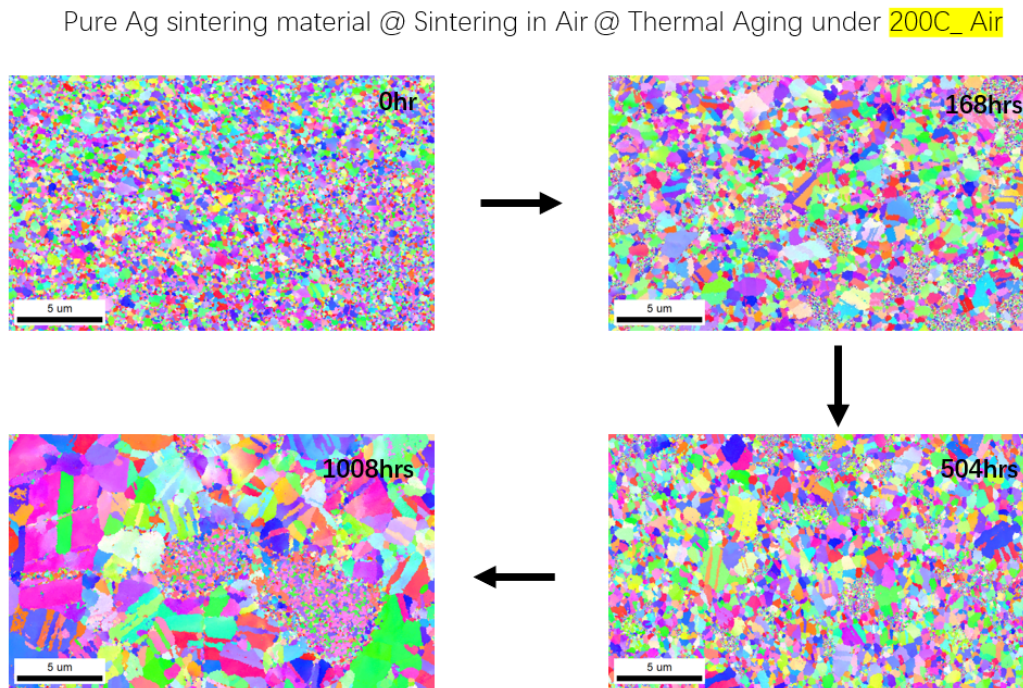 Pure Ag sintering material @ Sintering in Air @ Thermal Aging under 200C_ Air
0hr
168hrs
5 um
5 um
1008hrs
504hrs
5 um
5 um